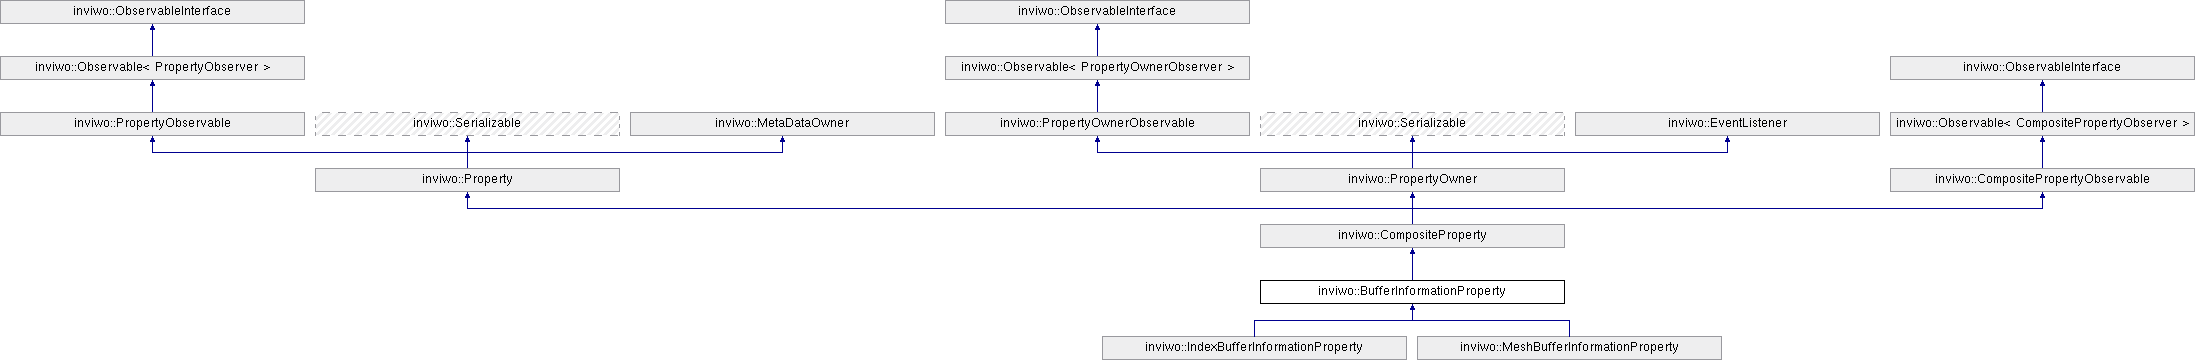 inviwo::ObservableInterface
inviwo::ObservableInterface
inviwo::Observable< PropertyObserver >
inviwo::Observable< PropertyOwnerObserver >
inviwo::ObservableInterface
inviwo::PropertyObservable
inviwo::Serializable
inviwo::MetaDataOwner
inviwo::PropertyOwnerObservable
inviwo::Serializable
inviwo::EventListener
inviwo::Observable< CompositePropertyObserver >
inviwo::Property
inviwo::PropertyOwner
inviwo::CompositePropertyObservable
inviwo::CompositeProperty
inviwo::BufferInformationProperty
inviwo::IndexBufferInformationProperty
inviwo::MeshBufferInformationProperty